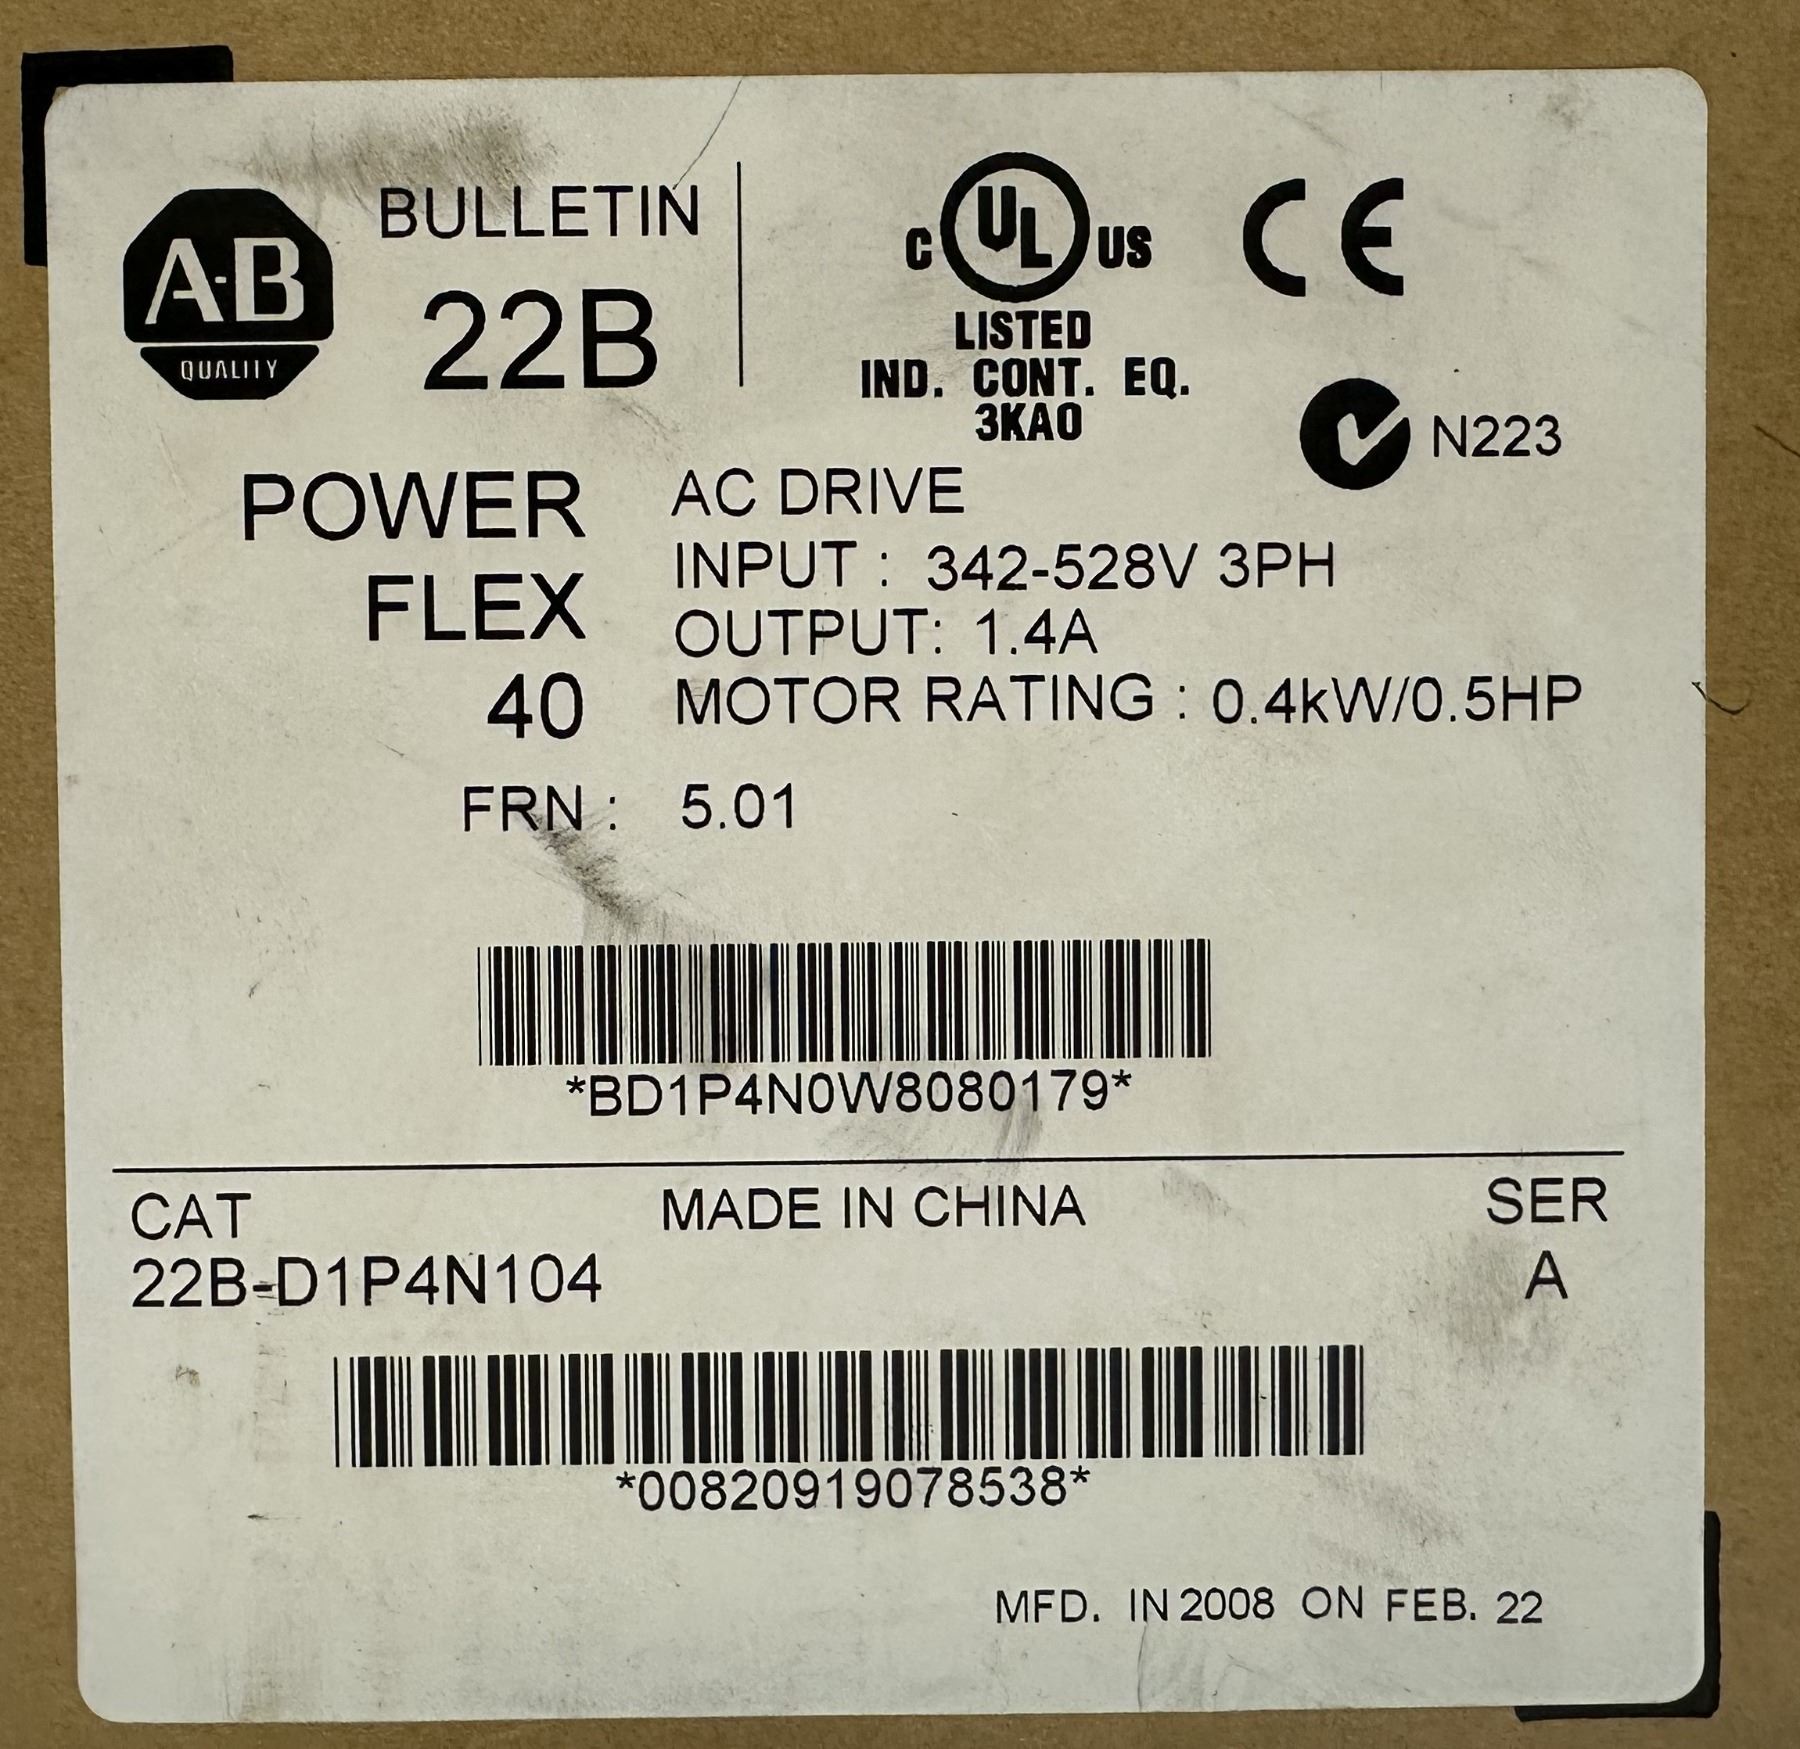 A-B
QUALITY
BULLETIN
22B
C UL US
LISTED
IND. CONT. EQ.
3KA0
CE
N223
POWER
FLEX
40
AC DRIVE
INPUT : 342-528V 3PH
OUTPUT: 1.4A
MOTOR RATING : 0.4kW/0.5HP
FRN : 5.01
*BD1P4N0W8080179*
CAT
MADE IN CHINA
SER
22B-D1P4N104
A
*00820919078538*
MFD. IN 2008 ON FEB. 22